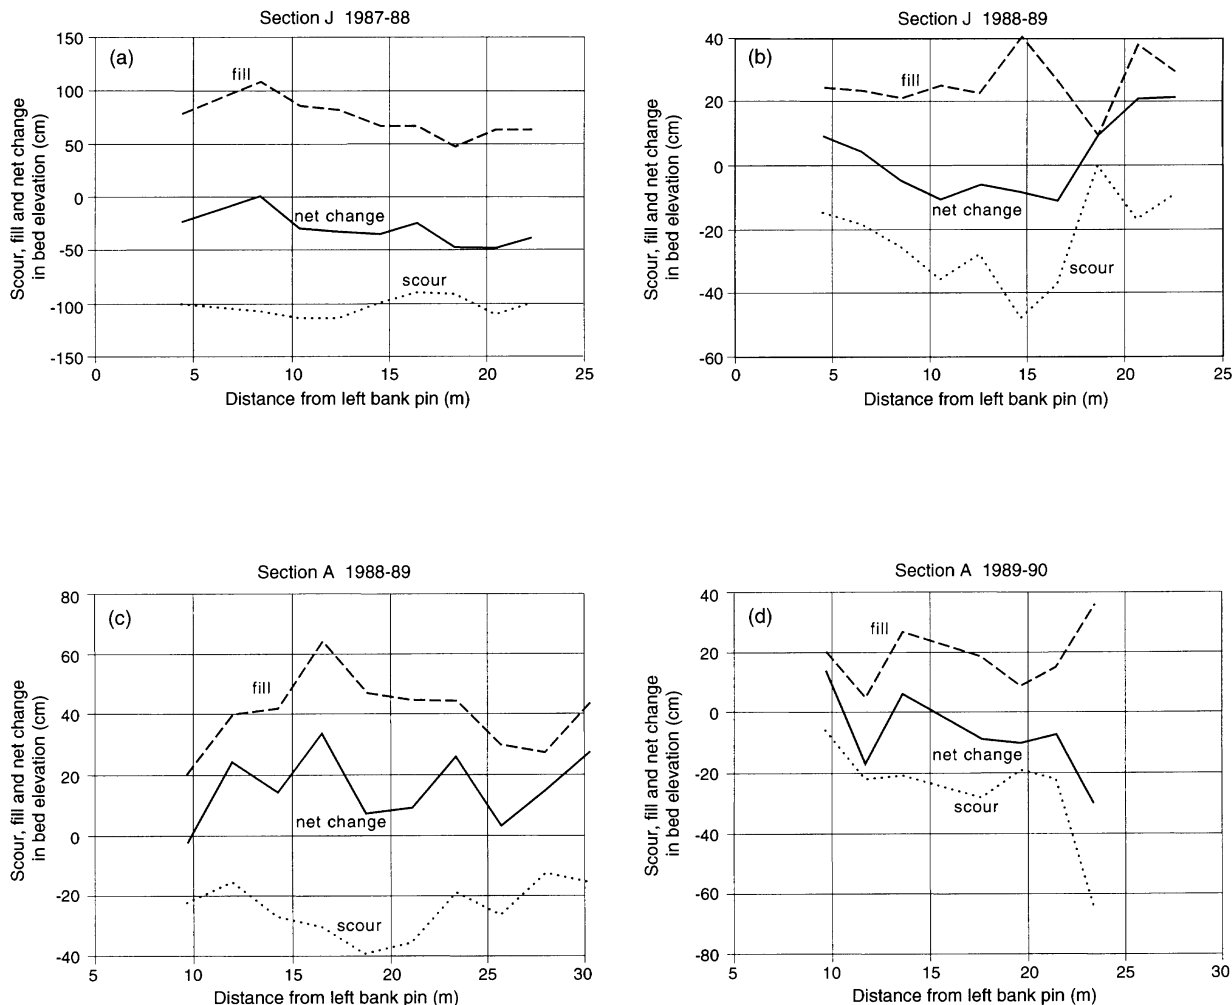 Section J 1987-88
(a)
150
100
50
0
-50
-100
-150
fill
net change
scour
0 5 10 15 20 25
Distance from left bank pin (m)
Scour, fill and net change
in bed elevation (cm)
Section J 1988-89
(b)
40
20
0
-20
-40
-60
fill
net change
scour
0 5 10 15 20 25
Distance from left bank pin (m)
Scour, fill and net change
in bed elevation (cm)
Section A 1988-89
(c)
80
60
40
20
0
-20
-40
fill
net change
scour
5 10 15 20 25 30
Distance from left bank pin (m)
Scour, fill and net change
in bed elevation (cm)
Section A 1989-90
(d)
40
20
0
-20
-40
-60
-80
fill
net change
scour
5 10 15 20 25 30
Distance from left bank pin (m)
Scour, fill and net change
in bed elevation (cm)